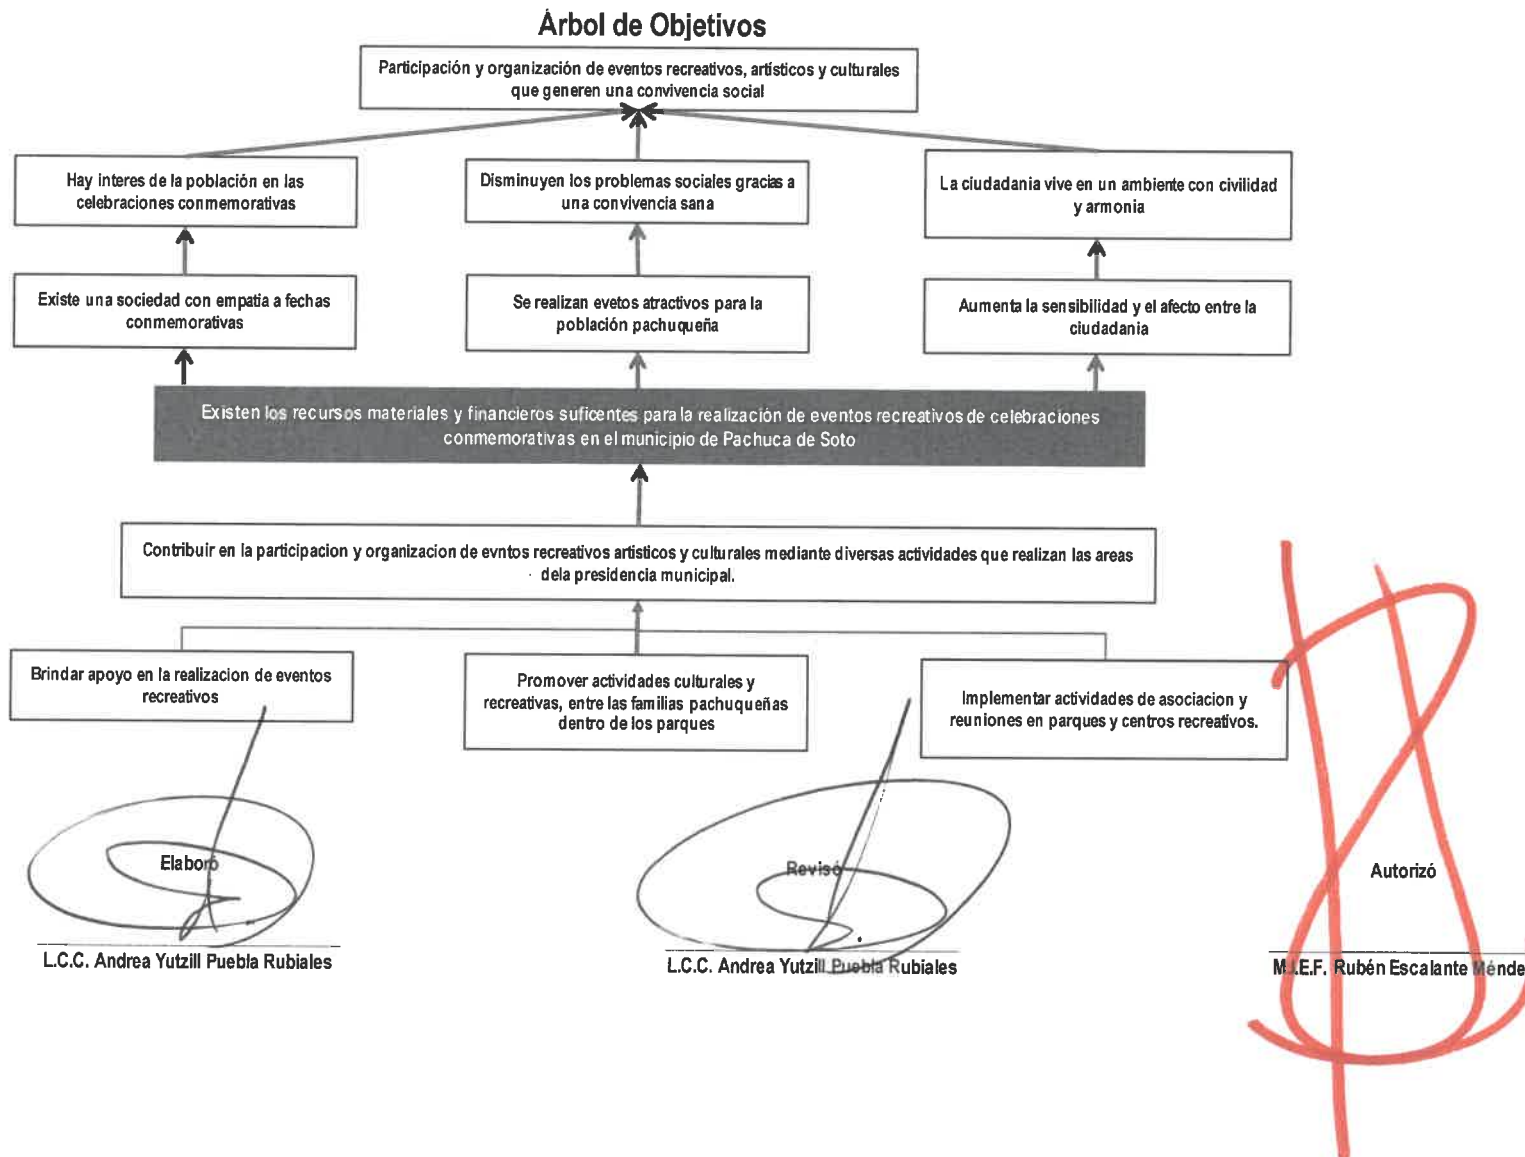 Árbol de Objetivos
Participación y organización de eventos recreativos, artísticos y culturales
que generen una convivencia social
Hay interes de la población en las
celebraciones conmemorativas
Disminuyen los problemas sociales gracias a
una convivencia sana
La ciudadania vive en un ambiente con civilidad
y armonia
Existe una sociedad con empatia a fechas
conmemorativas
Se realizan evetos atractivos para la
población pachuqueña
Aumenta la sensibilidad y el afecto entre la
ciudadania
Existen los recursos materiales y financieros suficentes para la realización de eventos recreativos de celebraciones
conmemorativas en el municipio de Pachuca de Soto
Contribuir en la participacion y organizacion de evntos recreativos artisticos y culturales mediante diversas actividades que realizan las areas
dela presidencia municipal.
Brindar apoyo en la realizacion de eventos
recreativos
Promover actividades culturales y
recreativas, entre las familias pachuqueñas
dentro de los parques
Implementar actividades de asociacion y
reuniones en parques y centros recreativos.
Elaboró
Revisó
Autorizó
L.C.C. Andrea Yutzill Puebla Rubiales
L.C.C. Andrea Yutzill Puebla Rubiales
M.I.E.F. Rubén Escalante Ménde